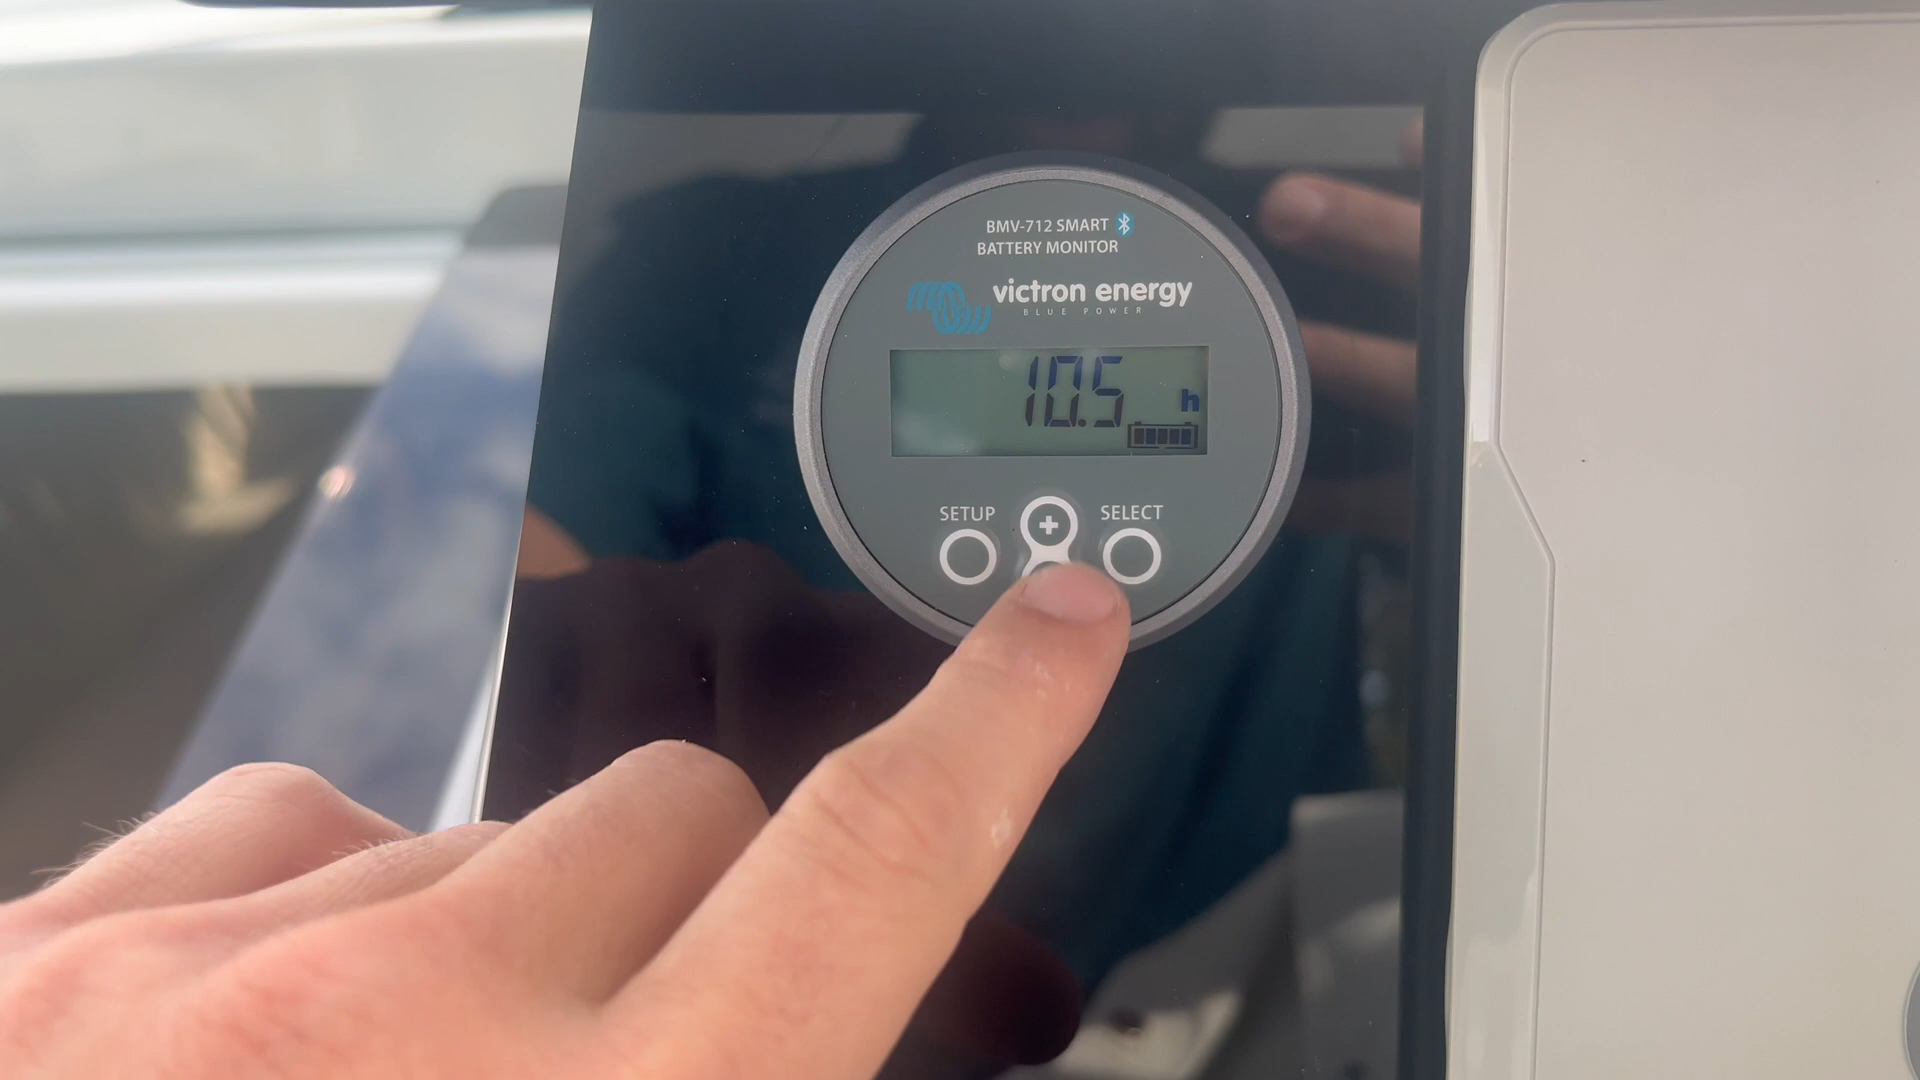 BMV-712 SMART
BATTERY MONITOR
victron energy
BLUE POWER
10.5 h
SETUP + SELECT